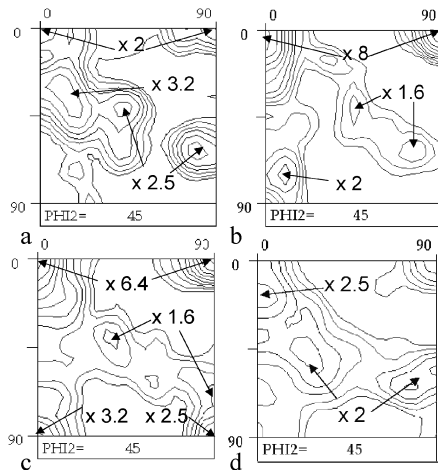 0 90
0
x 2
x 3.2
x 2.5
90
PHI2= 45
a
0 90
0
x 8
x 1.6
x 2
90
PHI2= 45
b
0 90
0
x 6.4
x 1.6
x 3.2 x 2.5
90
PHI2= 45
c
0 90
0
x 2.5
x 2
90
PHI2= 45
d